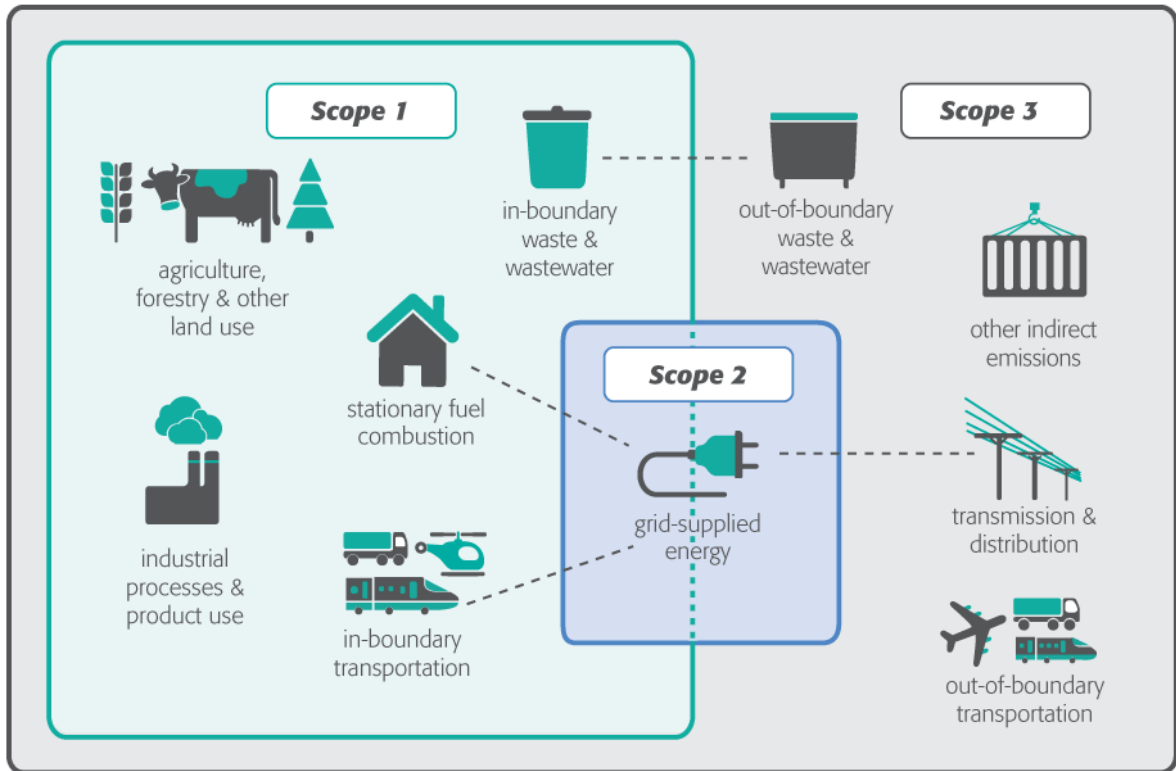 Scope 1
Scope 3
in-boundary
waste &
wastewater
out-of-boundary
waste &
wastewater
agriculture,
forestry & other
land use
other indirect
emissions
Scope 2
stationary fuel
combustion
grid-supplied
energy
transmission &
distribution
industrial
processes &
product use
in-boundary
transportation
out-of-boundary
transportation